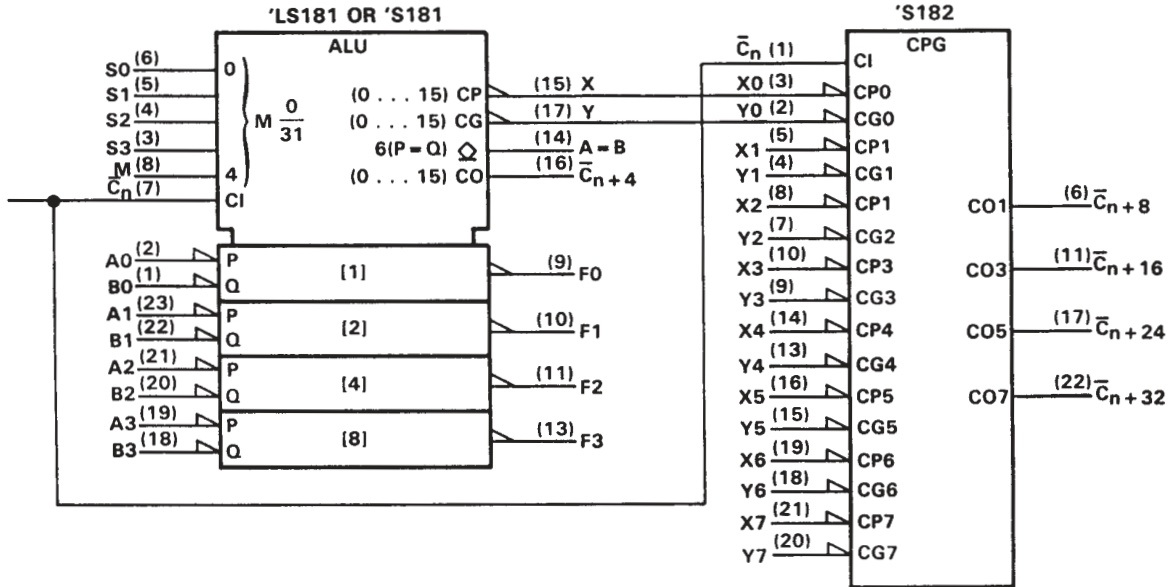 'LS181 OR 'S181
ALU
S0 (6)
S1 (5)
S2 (4)
S3 (3)
M (8)
C̅n (7)
0
4
CI
M 0/31
(0 . . . 15) CP
(0 . . . 15) CG
6(P = Q)
(0 . . . 15) CO
(15) X
(17) Y
(14) A = B
(16) C̅n + 4
A0 (2) P
B0 (1) Q
[1]
(9) F0
A1 (23) P
B1 (22) Q
[2]
(10) F1
A2 (21) P
B2 (20) Q
[4]
(11) F2
A3 (19) P
B3 (18) Q
[8]
(13) F3
'S182
CPG
C̅n (1) CI
X0 (3) CP0
Y0 (2) CG0
X1 (5) CP1
Y1 (4) CG1
X2 (8) CP1
Y2 (7) CG2
X3 (10) CP3
Y3 (9) CG3
X4 (14) CP4
Y4 (13) CG4
X5 (16) CP5
Y5 (15) CG5
X6 (19) CP6
Y6 (18) CG6
X7 (21) CP7
Y7 (20) CG7
CO1 (6) C̅n + 8
CO3 (11) C̅n + 16
CO5 (17) C̅n + 24
CO7 (22) C̅n + 32